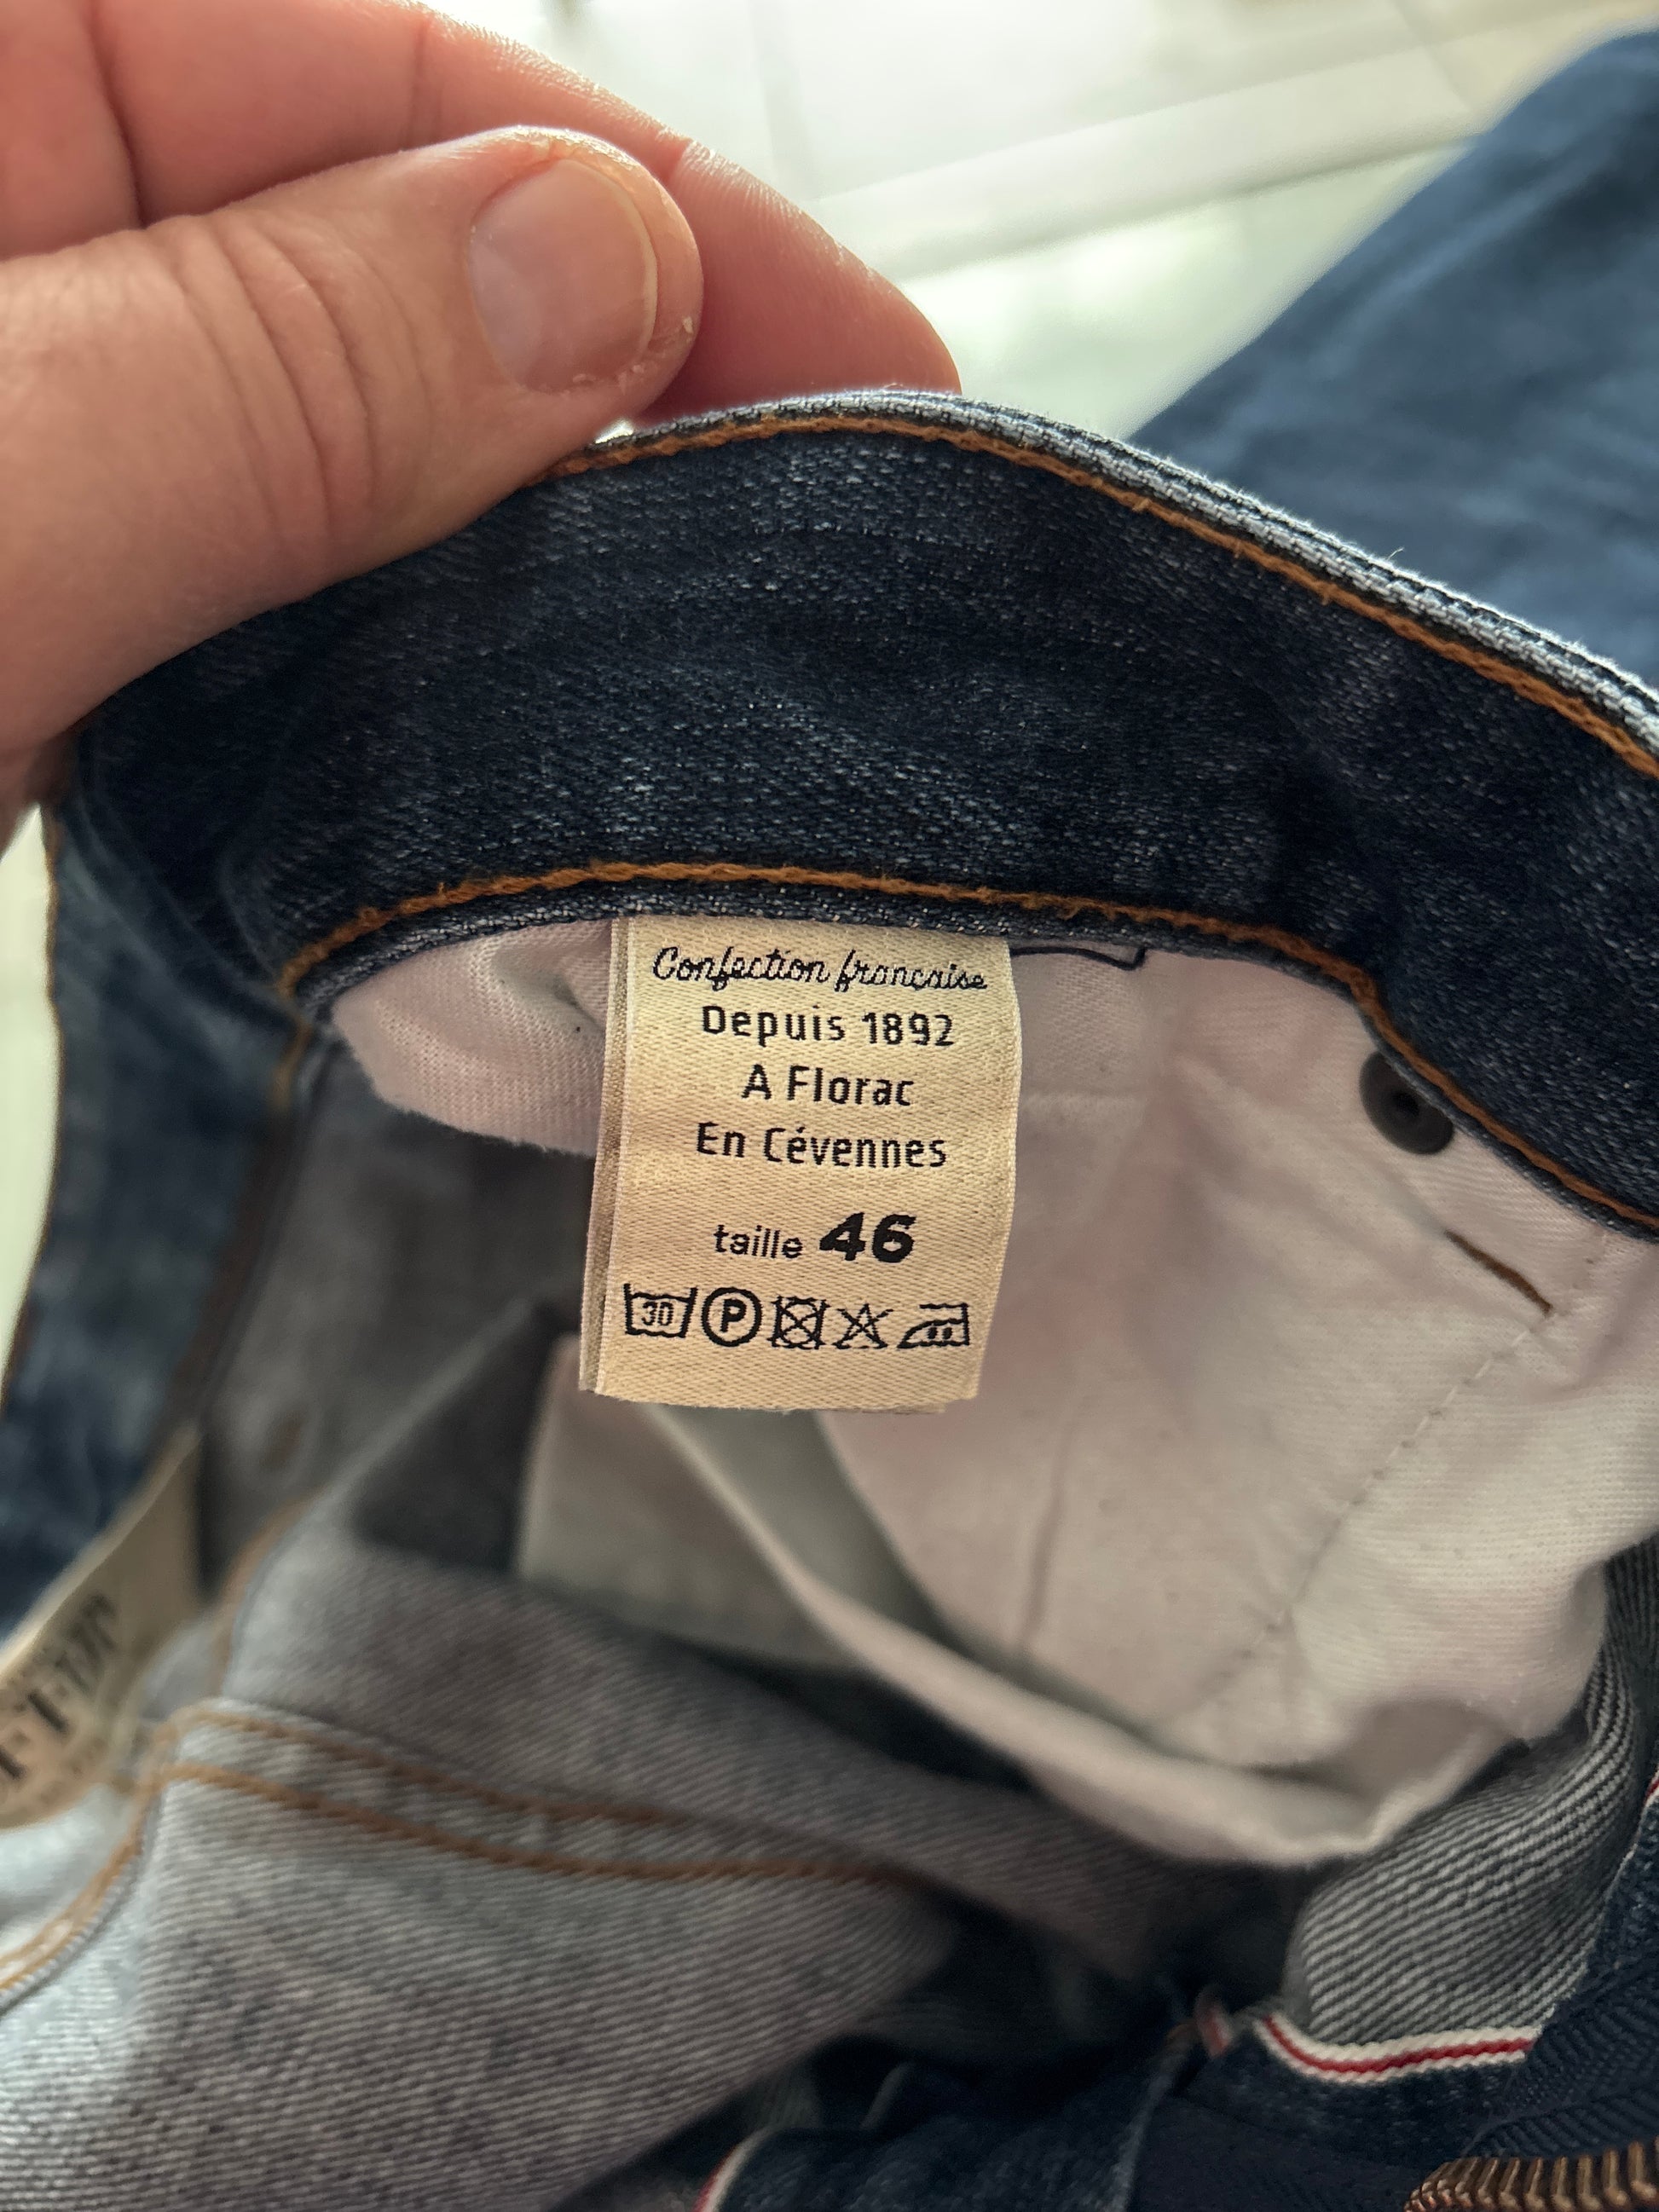 Confection française
Depuis 1892
A Florac
En Cévennes
taille 46
30 P